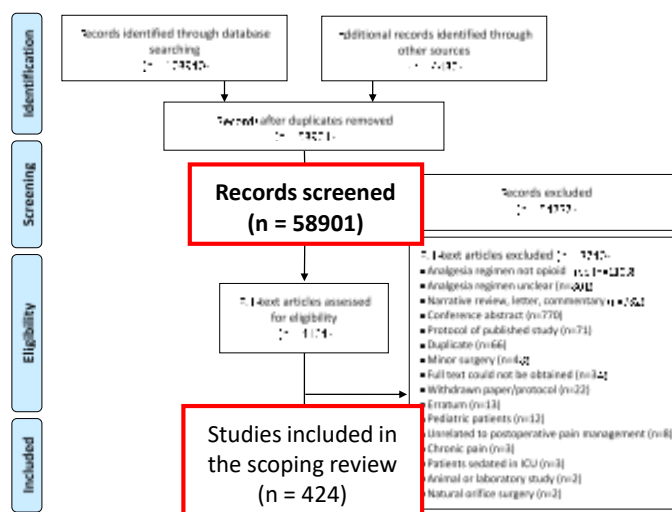 Identification
Records identified through database
searching
Additional records identified through
other sources
Records after duplicates removed
Screening
Records screened
(n = 58901)
Records excluded
Eligibility
articles assessed
for eligibility
articles excluded
■ Analgesia regimen not opioid
■ Analgesia regimen unclear
■ Narrative review, letter, commentary
■ Conference abstract (n=770)
■ Protocol of published study (n=71)
■ Duplicate (n=66)
■ Minor surgery
■ Full text could not be obtained
■ Withdrawn paper/protocol (n=22)
■ Erratum (n=13)
Pediatric patients (n=12)
Unrelated to postoperative pain management (n=8)
Chronic pain (n=3)
Patients sedated in ICU (n=3)
Animal or laboratory study (n=2)
Natural orifice surgery (n=2)
Included
Studies included in
the scoping review
(n = 424)